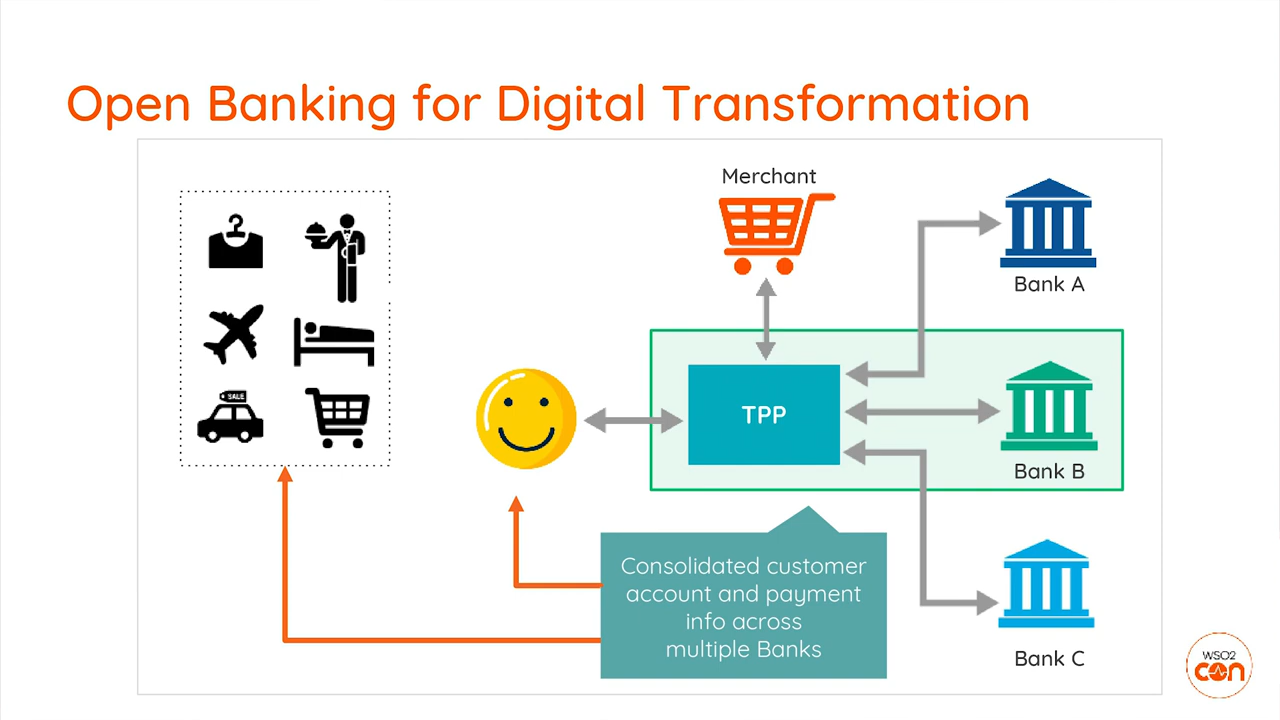 Open Banking for Digital Transformation
Merchant
Bank A
SALE
TPP
Bank B
Consolidated customer
account and payment
info across
multiple Banks
Bank C
WSO2
con